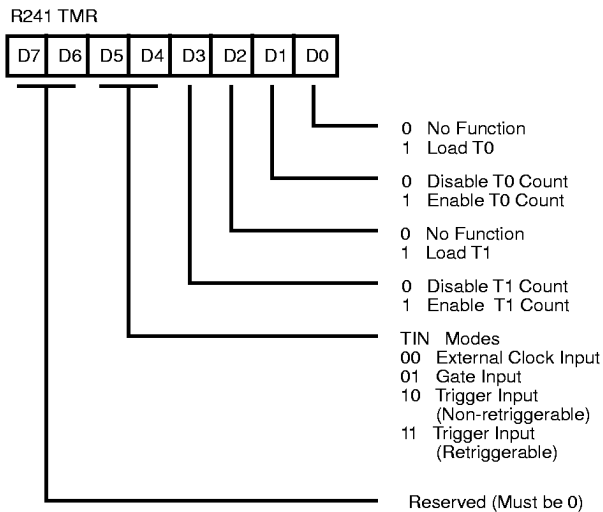 R241 TMR
D7 D6 D5 D4 D3 D2 D1 D0
0 No Function
1 Load T0
0 Disable T0 Count
1 Enable T0 Count
0 No Function
1 Load T1
0 Disable T1 Count
1 Enable T1 Count
TIN Modes
00 External Clock Input
01 Gate Input
10 Trigger Input
(Non-retriggerable)
11 Trigger Input
(Retriggerable)
Reserved (Must be 0)